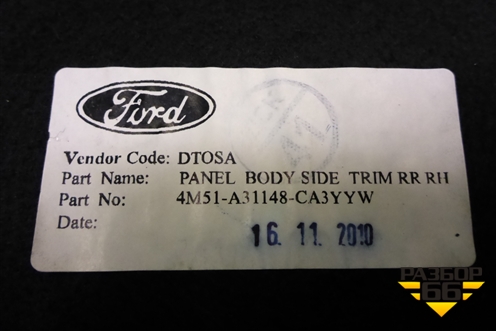 Ford
Vendor Code: DTOSA
Part Name: PANEL BODY SIDE TRIM RR RH
Part No: 4M51-A31148-CA3YYW
Date: 16. 11. 2010
РАЗБОР
66